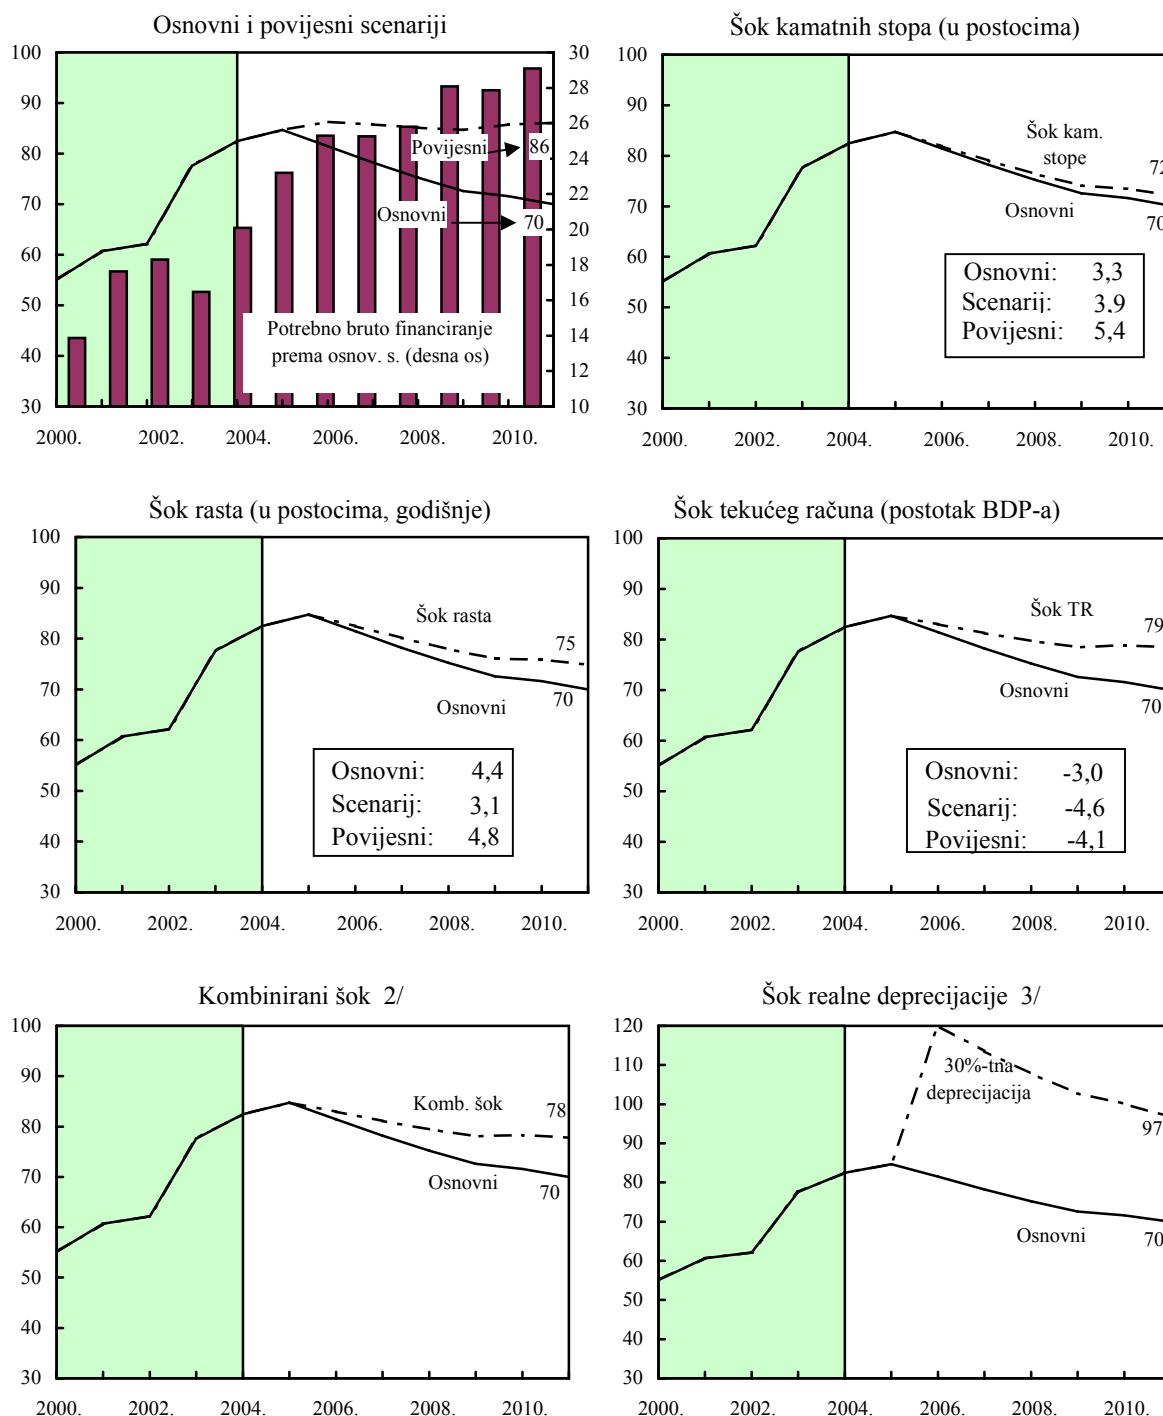 Osnovni i povijesni scenariji
100
90
80
70
60
50
40
30
30
28
26
24
22
20
18
16
14
12
10
Povijesni
86
Osnovni
70
Potrebno bruto financiranje
prema osnov. s. (desna os)
2000. 2002. 2004. 2006. 2008. 2010.
Šok kamatnih stopa (u postocima)
100
90
80
70
60
50
40
30
Šok kam.
stope
72
Osnovni
70
Osnovni: 3,3
Scenarij: 3,9
Povijesni: 5,4
2000. 2002. 2004. 2006. 2008. 2010.
Šok rasta (u postocima, godišnje)
100
90
80
70
60
50
40
30
Šok rasta
75
Osnovni
70
Osnovni: 4,4
Scenarij: 3,1
Povijesni: 4,8
2000. 2002. 2004. 2006. 2008. 2010.
Šok tekućeg računa (postotak BDP-a)
100
90
80
70
60
50
40
30
Šok TR
79
Osnovni
70
Osnovni: -3,0
Scenarij: -4,6
Povijesni: -4,1
2000. 2002. 2004. 2006. 2008. 2010.
Kombinirani šok 2/
100
90
80
70
60
50
40
30
Komb. šok
78
Osnovni
70
2000. 2002. 2004. 2006. 2008. 2010.
Šok realne deprecijacije 3/
120
110
100
90
80
70
60
50
40
30
30%-tna
deprecijacija
97
Osnovni
70
2000. 2002. 2004. 2006. 2008. 2010.